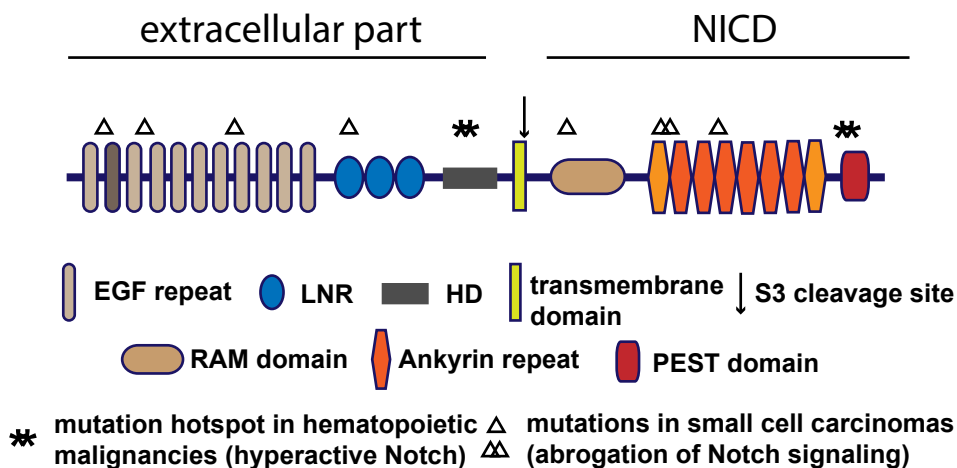 extracellular part NICD
EGF repeat LNR HD transmembrane domain S3 cleavage site
RAM domain Ankyrin repeat PEST domain
mutation hotspot in hematopoietic
malignancies (hyperactive Notch)
mutations in small cell carcinomas
(abrogation of Notch signaling)